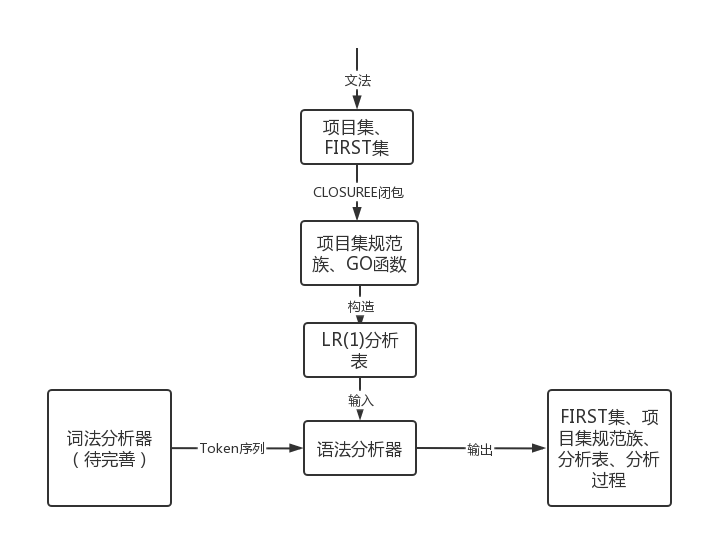 文法
项目集、
FIRST集
CLOSUREE闭包
项目集规范
族、GO函数
构造
LR(1)分析
表
输入
词法分析器
（待完善）
Token序列
语法分析器
输出
FIRST集、项
目集规范族、
分析表、分析
过程